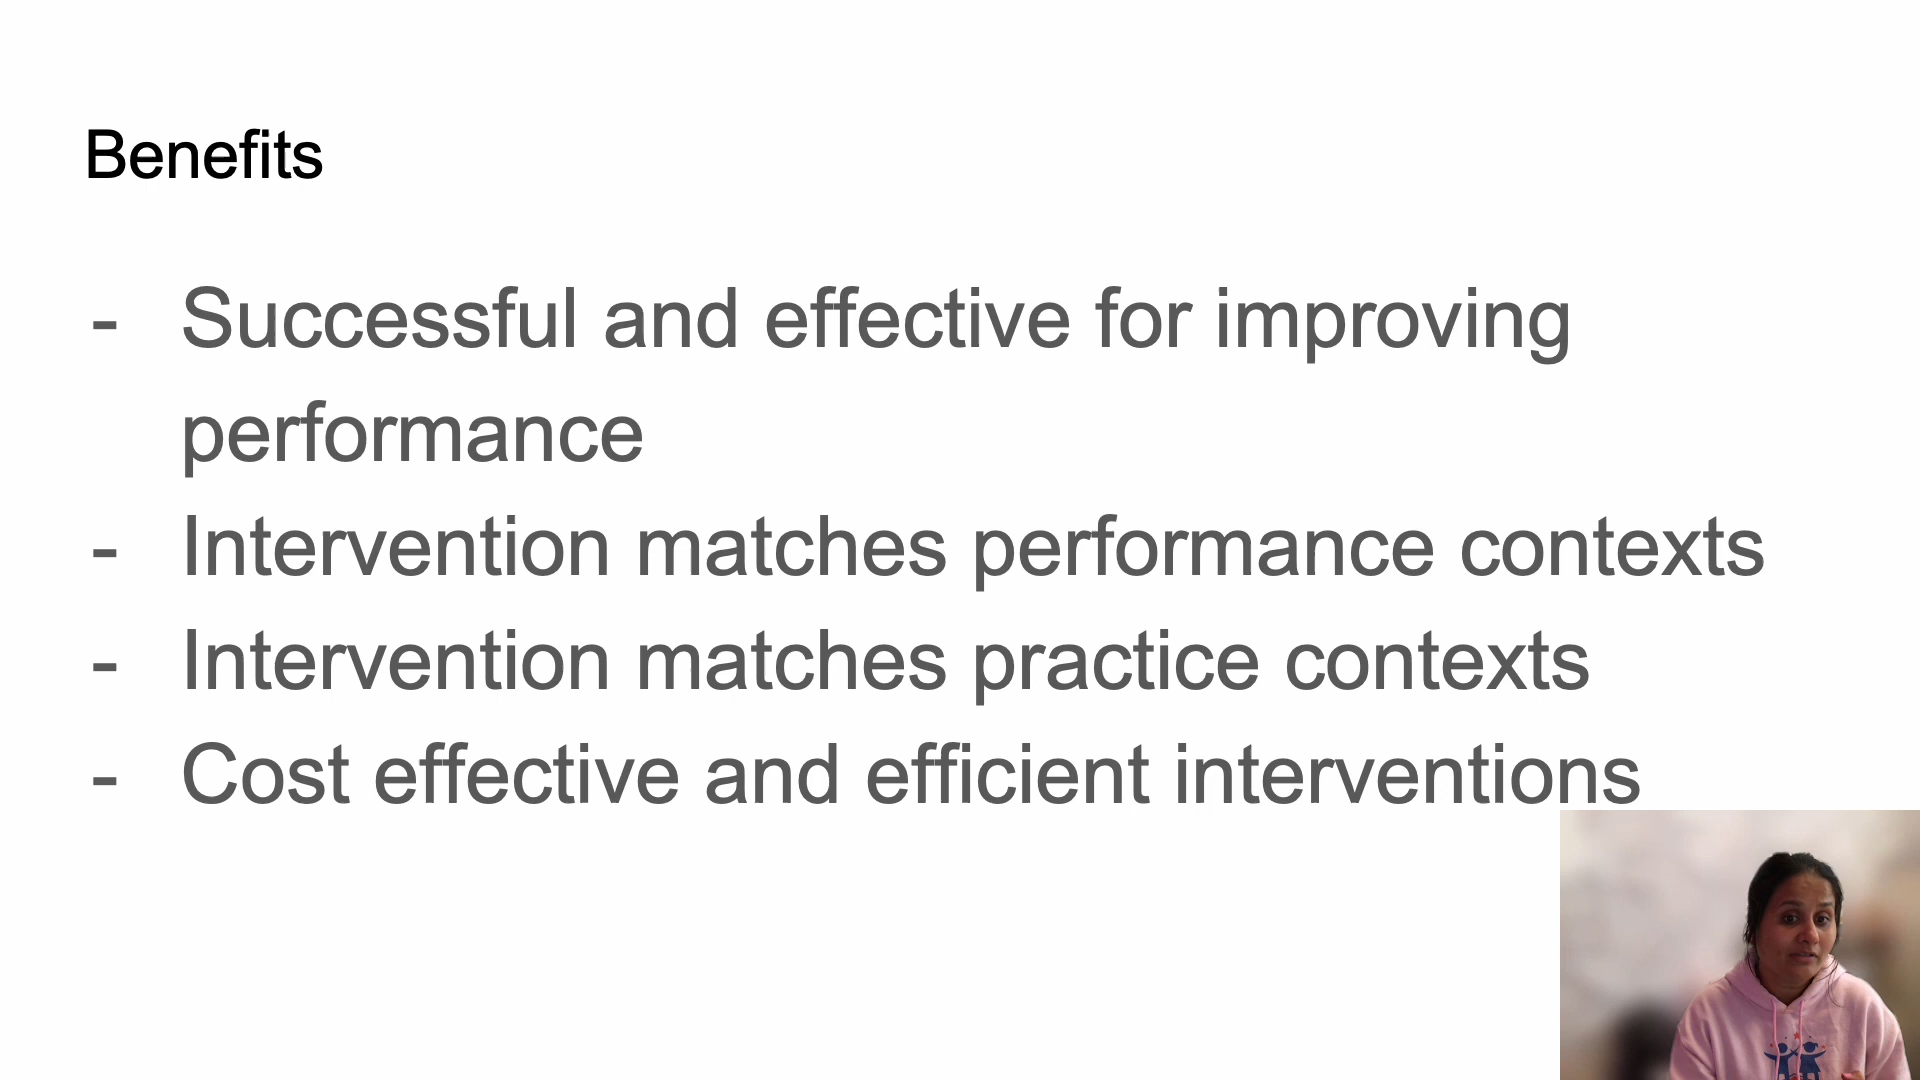 Benefits
- Successful and effective for improving
performance
- Intervention matches performance contexts
- Intervention matches practice contexts
- Cost effective and efficient interventions